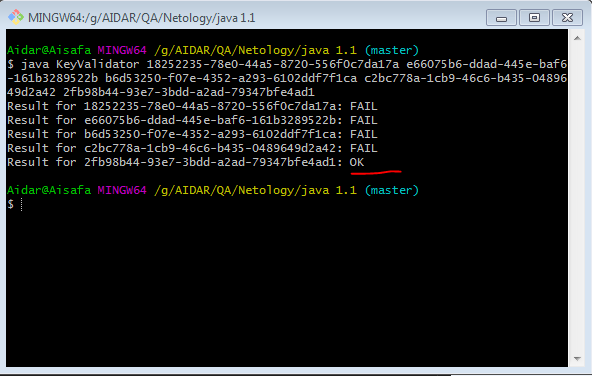 MINGW64:/g/AIDAR/QA/Netology/java 1.1
Aidar@Aisafa MINGW64 /g/AIDAR/QA/Netology/java 1.1 (master)
$ java KeyValidator 18252235-78e0-44a5-8720-556f0c7da17a e66075b6-ddad-445e-baf6
-161b3289522b b6d53250-f07e-4352-a293-6102ddf7f1ca c2bc778a-1cb9-46c6-b435-04896
49d2a42 2fb98b44-93e7-3bdd-a2ad-79347bfe4ad1
Result for 18252235-78e0-44a5-8720-556f0c7da17a: FAIL
Result for e66075b6-ddad-445e-baf6-161b3289522b: FAIL
Result for b6d53250-f07e-4352-a293-6102ddf7f1ca: FAIL
Result for c2bc778a-1cb9-46c6-b435-0489649d2a42: FAIL
Result for 2fb98b44-93e7-3bdd-a2ad-79347bfe4ad1: OK
Aidar@Aisafa MINGW64 /g/AIDAR/QA/Netology/java 1.1 (master)
$